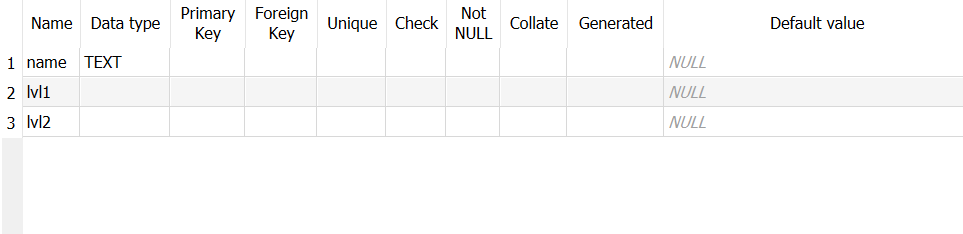 Name Data type Primary Key Foreign Key Unique Check Not NULL Collate Generated Default value
1 name TEXT NULL
2 lvl1 NULL
3 lvl2 NULL